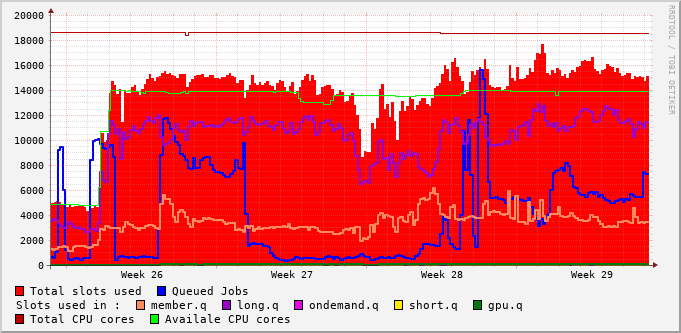 20000
18000
16000
14000
12000
10000
8000
6000
4000
2000
0
Week 26 Week 27 Week 28 Week 29
RRDTOOL / TOBI OETIKER
Total slots used Queued Jobs
Slots used in : member.q long.q ondemand.q short.q gpu.q
Total CPU cores Availale CPU cores